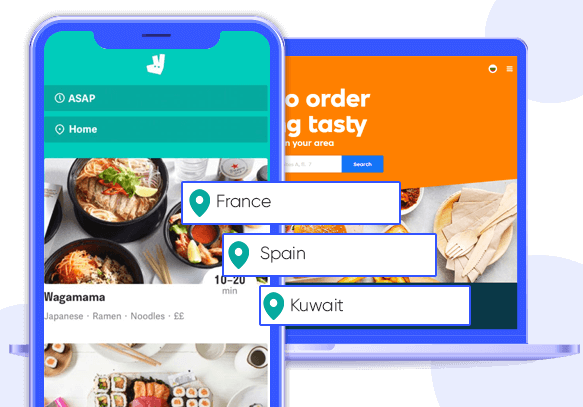 ASAP
Home
Wagamama
10–20
min
Japanese · Ramen · Noodles · ££
o order
g tasty
n your area
Search
France
Spain
Kuwait